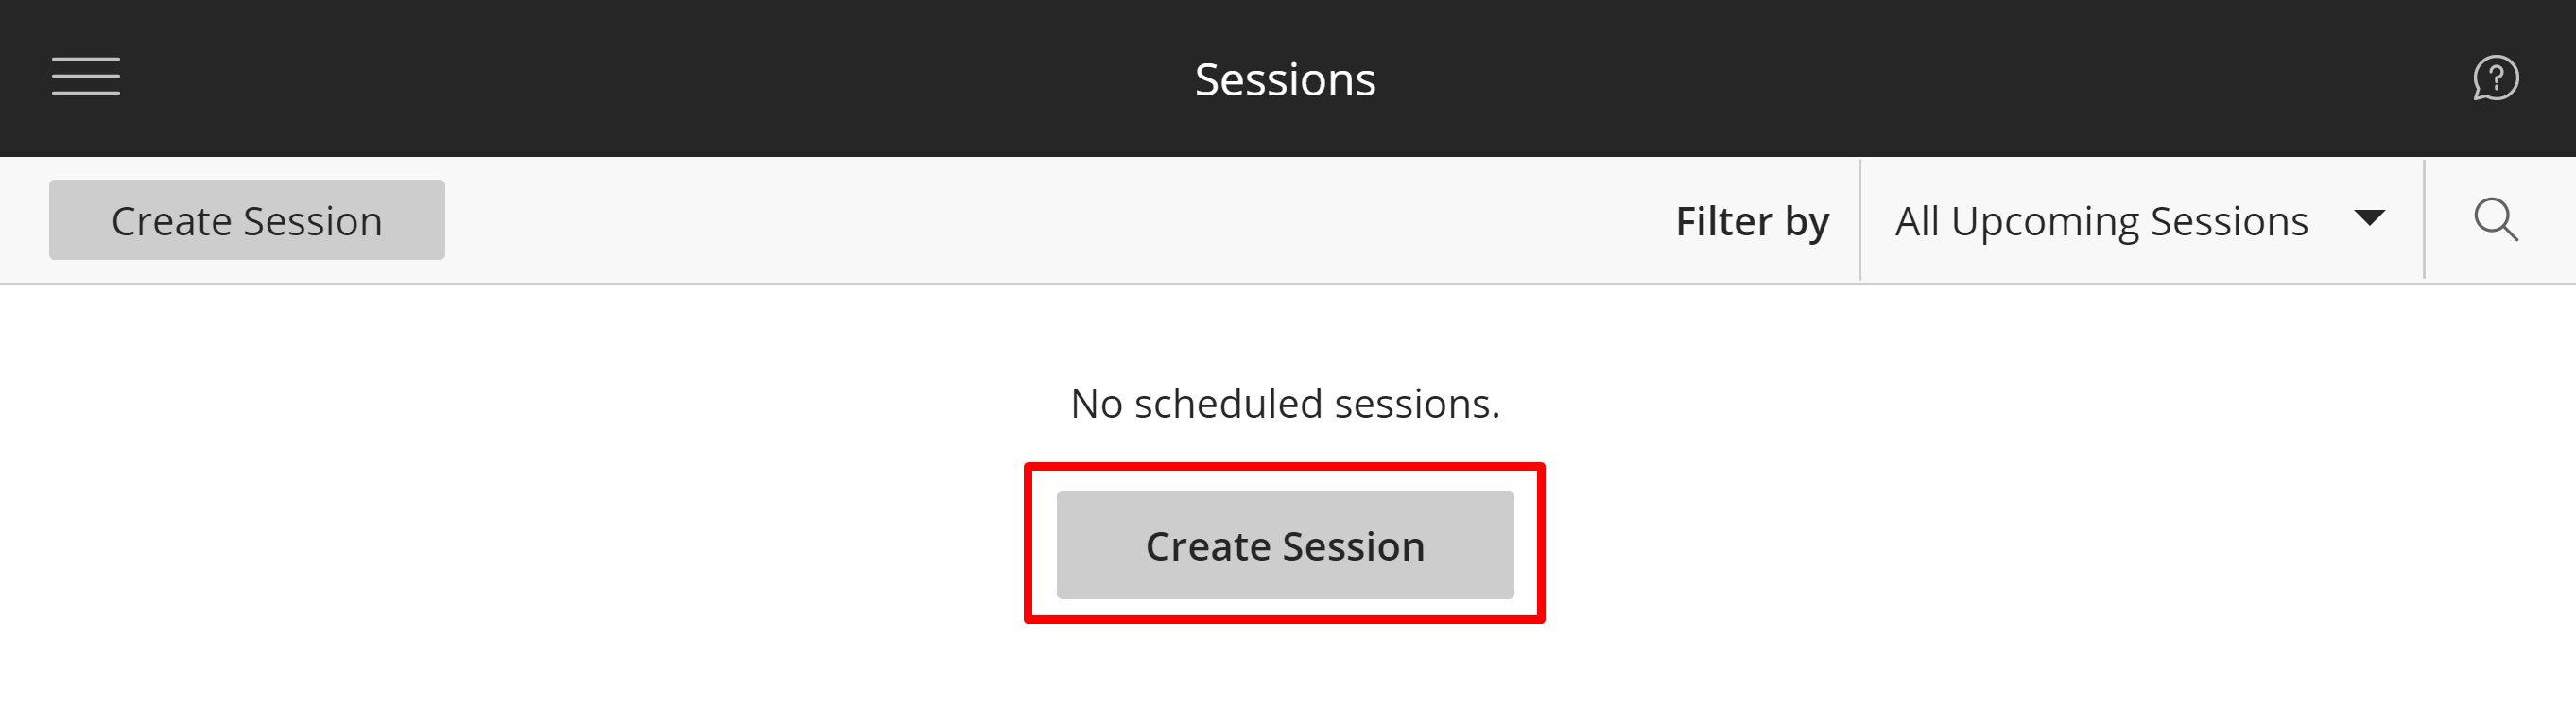 Sessions
Create Session
Filter by
All Upcoming Sessions
No scheduled sessions.
Create Session